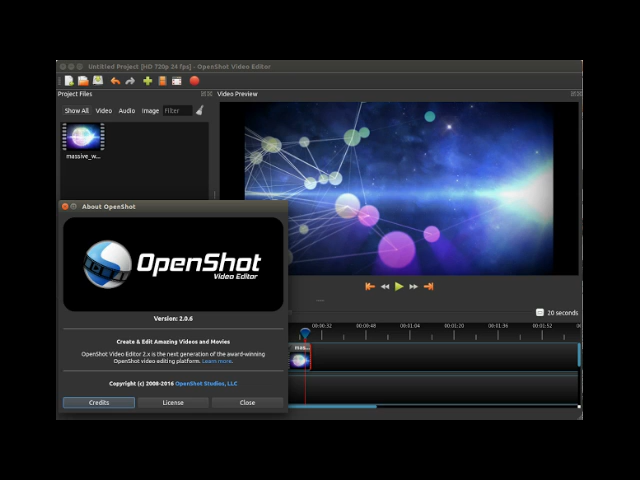 Untitled Project [HD 720p 24 fps] - OpenShot Video Editor
Project Files
Video Preview
Show All Video Audio Image Filter
massive_w...
About OpenShot
OpenShot
Video Editor
Version: 2.0.6
Create & Edit Amazing Videos and Movies
OpenShot Video Editor 2.x is the next generation of the award-winning
OpenShot video editing platform. Learn more.
Copyright (c) 2008-2016 OpenShot Studios, LLC
Credits License Close
20 seconds
00:00:32 00:00:48 00:01:04 00:01:20 00:01:36 00:01:52
mas...